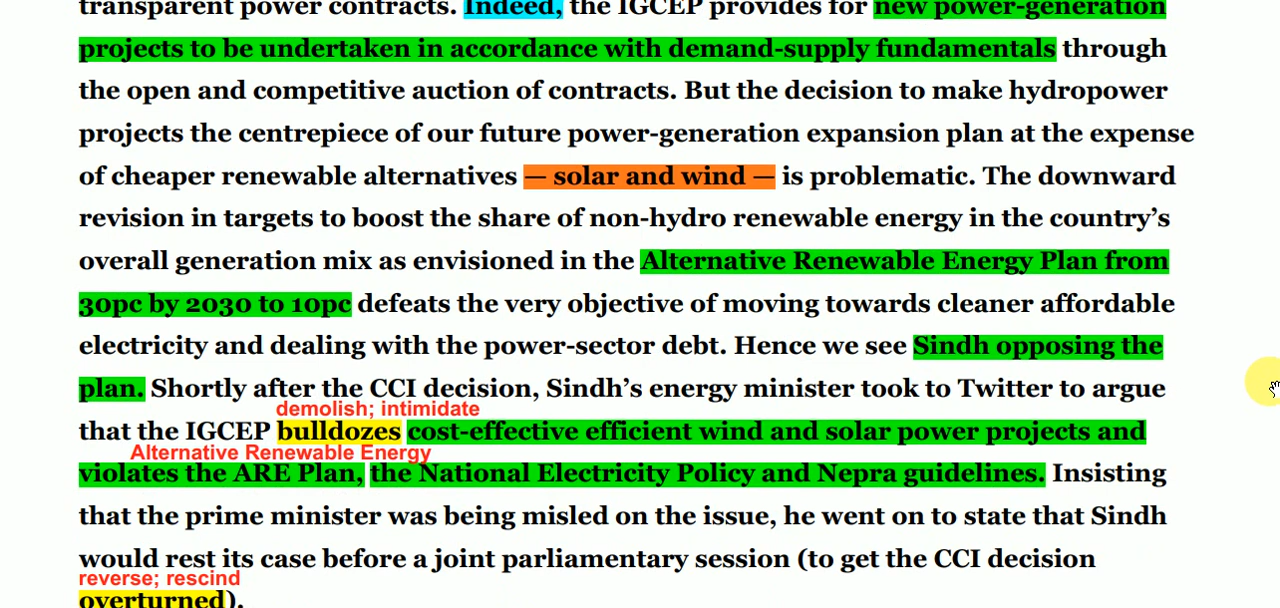 transparent power contracts. Indeed, the IGCEP provides for new power-generation
projects to be undertaken in accordance with demand-supply fundamentals through
the open and competitive auction of contracts. But the decision to make hydropower
projects the centrepiece of our future power-generation expansion plan at the expense
of cheaper renewable alternatives — solar and wind — is problematic. The downward
revision in targets to boost the share of non-hydro renewable energy in the country’s
overall generation mix as envisioned in the Alternative Renewable Energy Plan from
30pc by 2030 to 10pc defeats the very objective of moving towards cleaner affordable
electricity and dealing with the power-sector debt. Hence we see Sindh opposing the
plan. Shortly after the CCI decision, Sindh’s energy minister took to Twitter to argue
demolish; intimidate
that the IGCEP bulldozes cost-effective efficient wind and solar power projects and
Alternative Renewable Energy
violates the ARE Plan, the National Electricity Policy and Nepra guidelines. Insisting
that the prime minister was being misled on the issue, he went on to state that Sindh
would rest its case before a joint parliamentary session (to get the CCI decision
reverse; rescind
overturned).